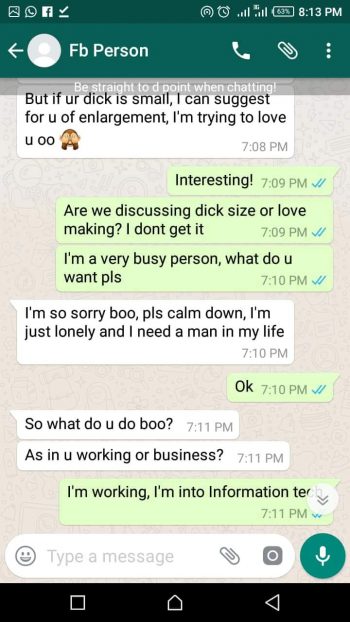 63% 8:13 PM
Fb Person
Be straight to d point when chatting!
But if ur dick is small, I can suggest
for u of enlargement, I'm trying to love
u oo 🙈
7:08 PM
Interesting! 7:09 PM
Are we discussing dick size or love
making? I dont get it 7:09 PM
I'm a very busy person, what do u
want pls 7:10 PM
I'm so sorry boo, pls calm down, I'm
just lonely and I need a man in my life
7:10 PM
Ok 7:10 PM
So what do u do boo? 7:11 PM
As in u working or business? 7:11 PM
I'm working, I'm into Information tech
7:11 PM
Type a message